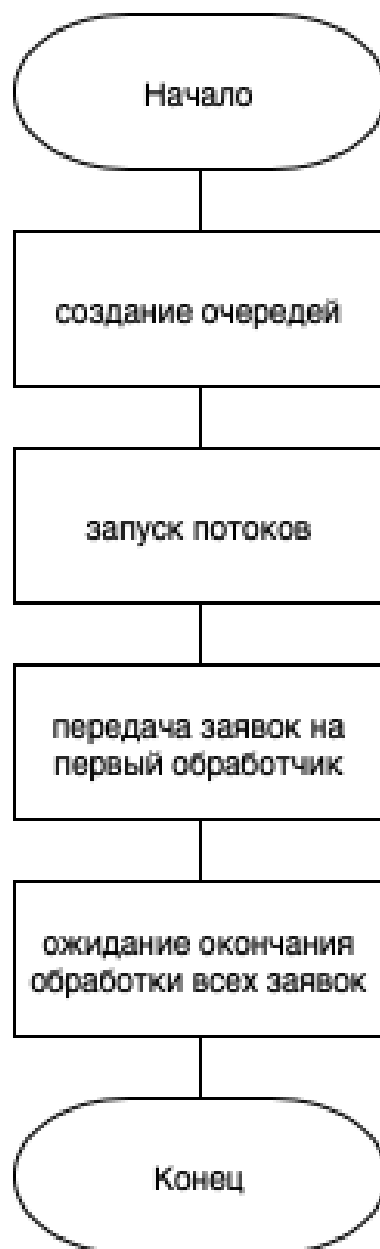 Начало
создание очередей
запуск потоков
передача заявок на
первый обработчик
ожидание окончания
обработки всех заявок
Конец